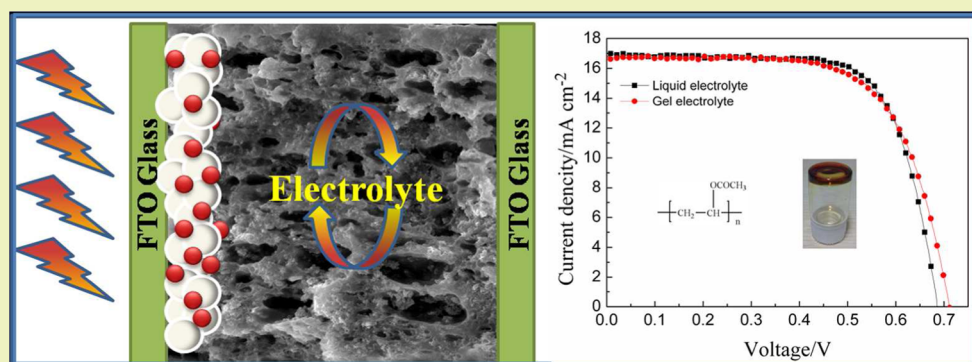 FTO Glass
Electrolyte
FTO Glass
Current dencity/mA cm-2
18
16
14
12
10
8
6
4
2
0
Liquid electrolyte
Gel electrolyte
OCOCH3
CH2 — CH
n
0.0 0.1 0.2 0.3 0.4 0.5 0.6 0.7
Voltage/V